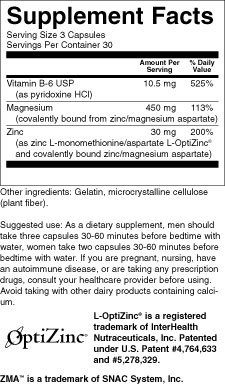 Supplement Facts
Serving Size 3 Capsules
Servings Per Container 30
Amount Per Serving % Daily Value
Vitamin B-6 USP 10.5 mg 525%
(as pyridoxine HCl)
Magnesium 450 mg 113%
(covalently bound from zinc/magnesium aspartate)
Zinc 30 mg 200%
(as zinc L-monomethionine/aspartate L-OptiZinc®
and covalently bound zinc/magnesium aspartate)
Other ingredients: Gelatin, microcrystalline cellulose
(plant fiber).
Suggested use: As a dietary supplement, men should
take three capsules 30-60 minutes before bedtime with
water, women take two capsules 30-60 minutes before
bedtime with water. If you are pregnant, nursing, have
an autoimmune disease, or are taking any prescription
drugs, consult your healthcare provider before using.
Avoid taking with other dairy products containing calci-
um.
OptiZinc®
L-OptiZinc® is a registered
trademark of InterHealth
Nutraceuticals, Inc. Patented
under U.S. Patent #4,764,633
and #5,278,329.
ZMA™ is a trademark of SNAC System, Inc.